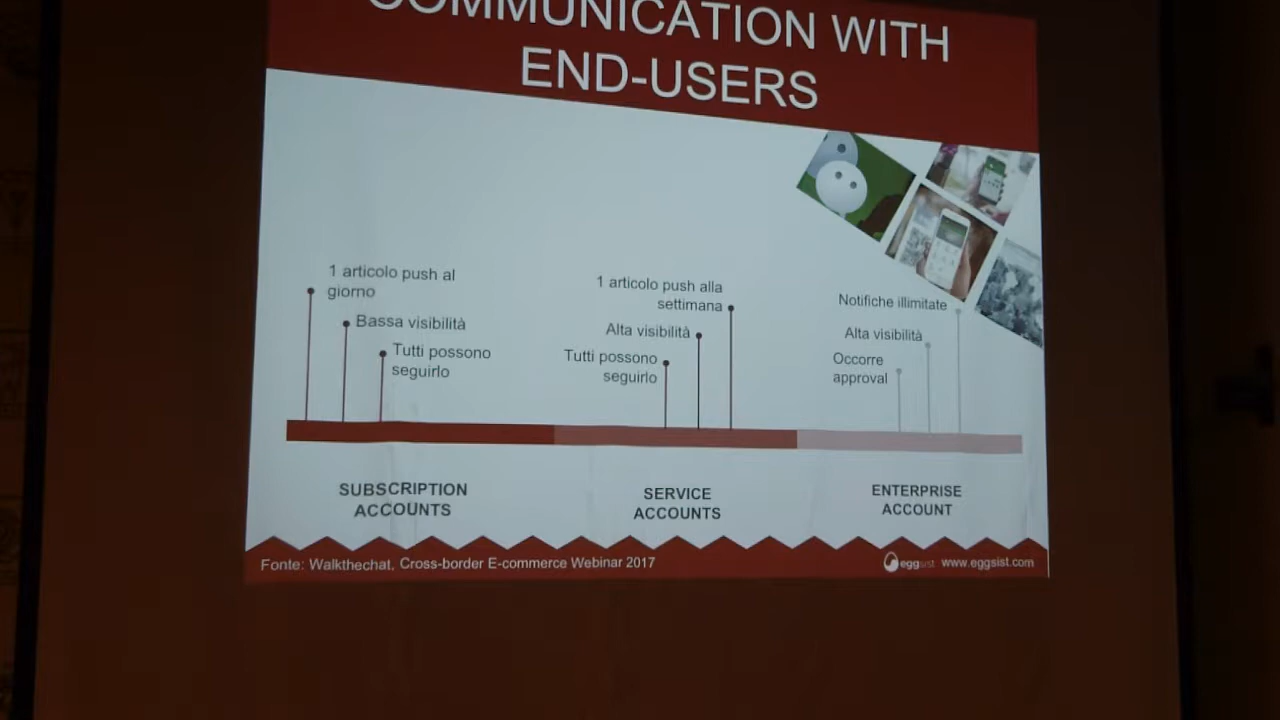 COMMUNICATION WITH
END-USERS
1 articolo push al
giorno
Bassa visibilità
Tutti possono
seguirlo
1 articolo push alla
settimana
Alta visibilità
Tutti possono
seguirlo
Notifiche illimitate
Alta visibilità
Occorre
approval
SUBSCRIPTION
ACCOUNTS
SERVICE
ACCOUNTS
ENTERPRISE
ACCOUNT
Fonte: Walkthechat, Cross-border E-commerce Webinar 2017
eggsist www.eggsist.com